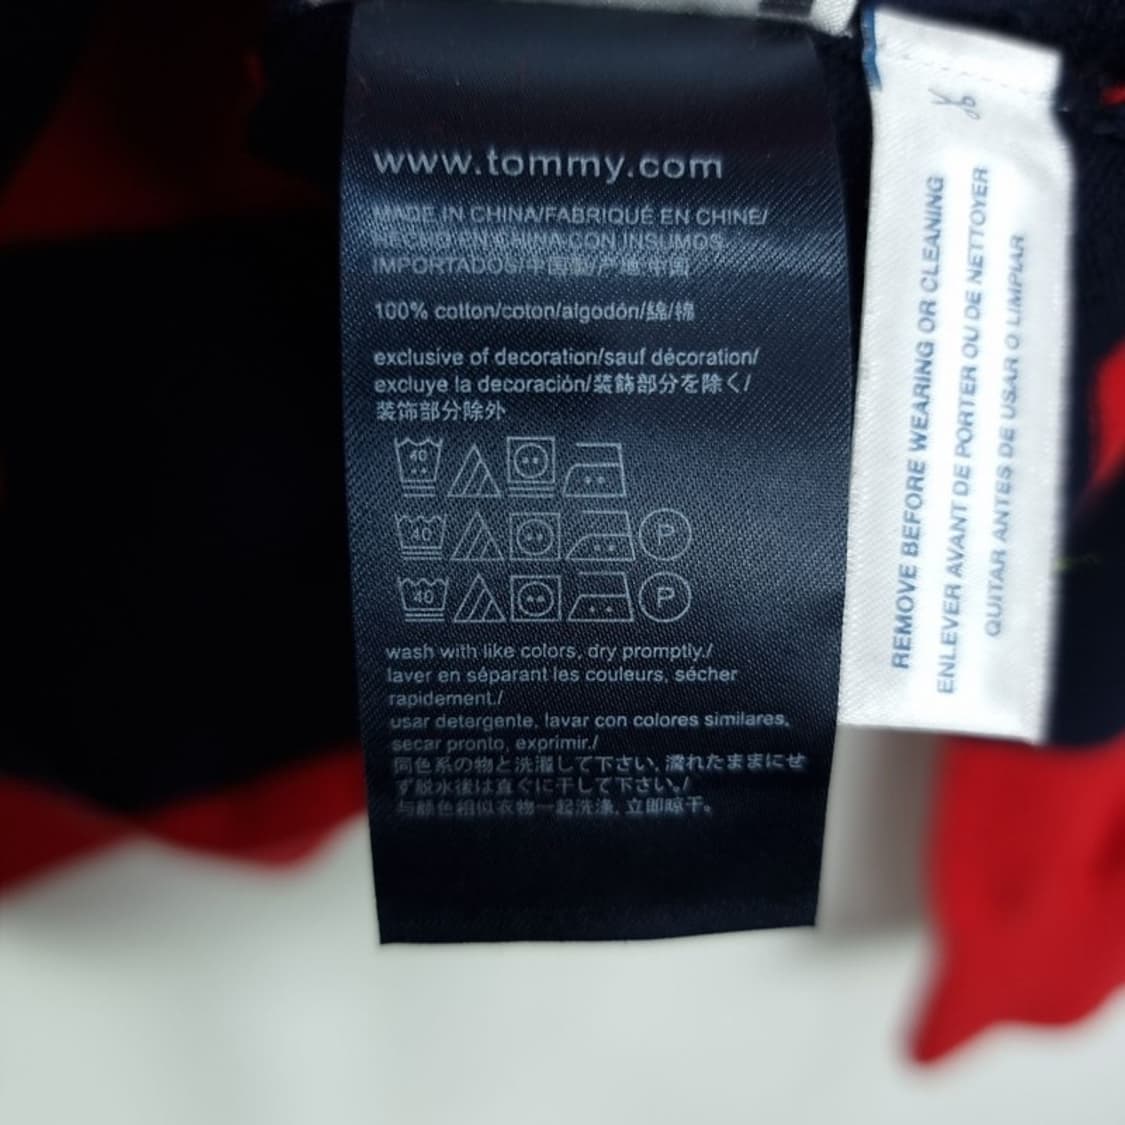 www.tommy.com
MADE IN CHINA/FABRIQUÉ EN CHINE/
HECHO EN CHINA CON INSUMOS
IMPORTADOS/中国製/产地中国
100% cotton/coton/algodón/綿/棉
exclusive of decoration/sauf décoration/
excluye la decoración/装飾部分を除く/
装饰部分除外
40
40 P
40 P
wash with like colors, dry promptly./
laver en séparant les couleurs, sécher
rapidement./
usar detergente, lavar con colores similares,
secar pronto, exprimir./
同色系の物と洗濯して下さい,濡れたままにせ
ず脱水後は直ぐに干して下さい./
与颜色相似衣物一起洗涤,立即晾干。
REMOVE BEFORE WEARING OR CLEANING
ENLEVER AVANT DE PORTER OU DE NETTOYER
QUITAR ANTES DE USAR O LIMPIAR